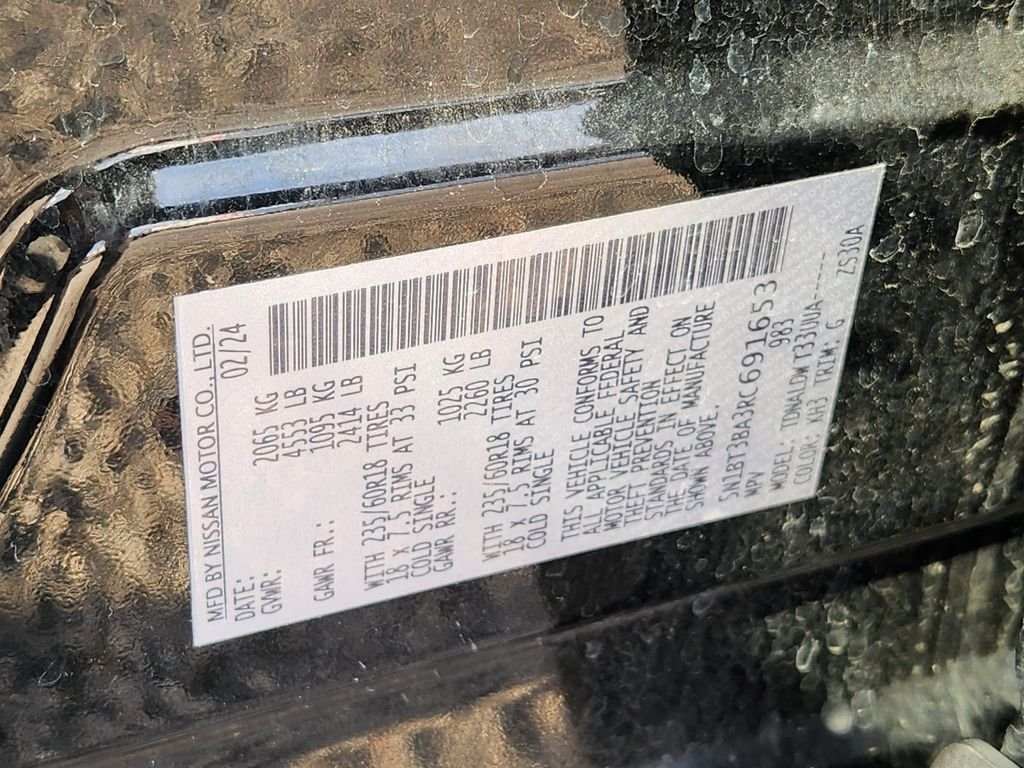 MFD BY NISSAN MOTOR CO., LTD.
DATE: 02/24
GVWR: 2065 KG
4553 LB
GAWR FR.: 1095 KG
2414 LB
WITH 235/60R18 TIRES
18 X 7.5 RIMS AT 33 PSI
COLD SINGLE
GAWR RR.: 1025 KG
2260 LB
WITH 235/60R18 TIRES
18 X 7.5 RIMS AT 30 PSI
COLD SINGLE
THIS VEHICLE CONFORMS TO
ALL APPLICABLE FEDERAL
MOTOR VEHICLE SAFETY AND
THEFT PREVENTION
STANDARDS IN EFFECT ON
THE DATE OF MANUFACTURE
SHOWN ABOVE.
5N1BT3BA3RC691653
MPV 983
MODEL: TDNALDW T33UUA-----
COLOR: KH3 TRIM: G ZS30A